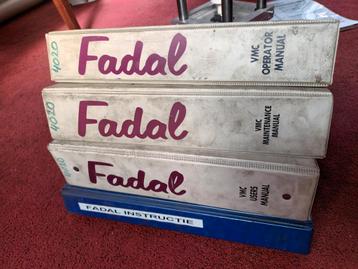 4020
Fadal
VMC
OPERATOR
MANUAL
4020
Fadal
VMC
MAINTENANCE
MANUAL
Fadal
VMC
USERS
MANUAL
FADAL INSTRUCTIE